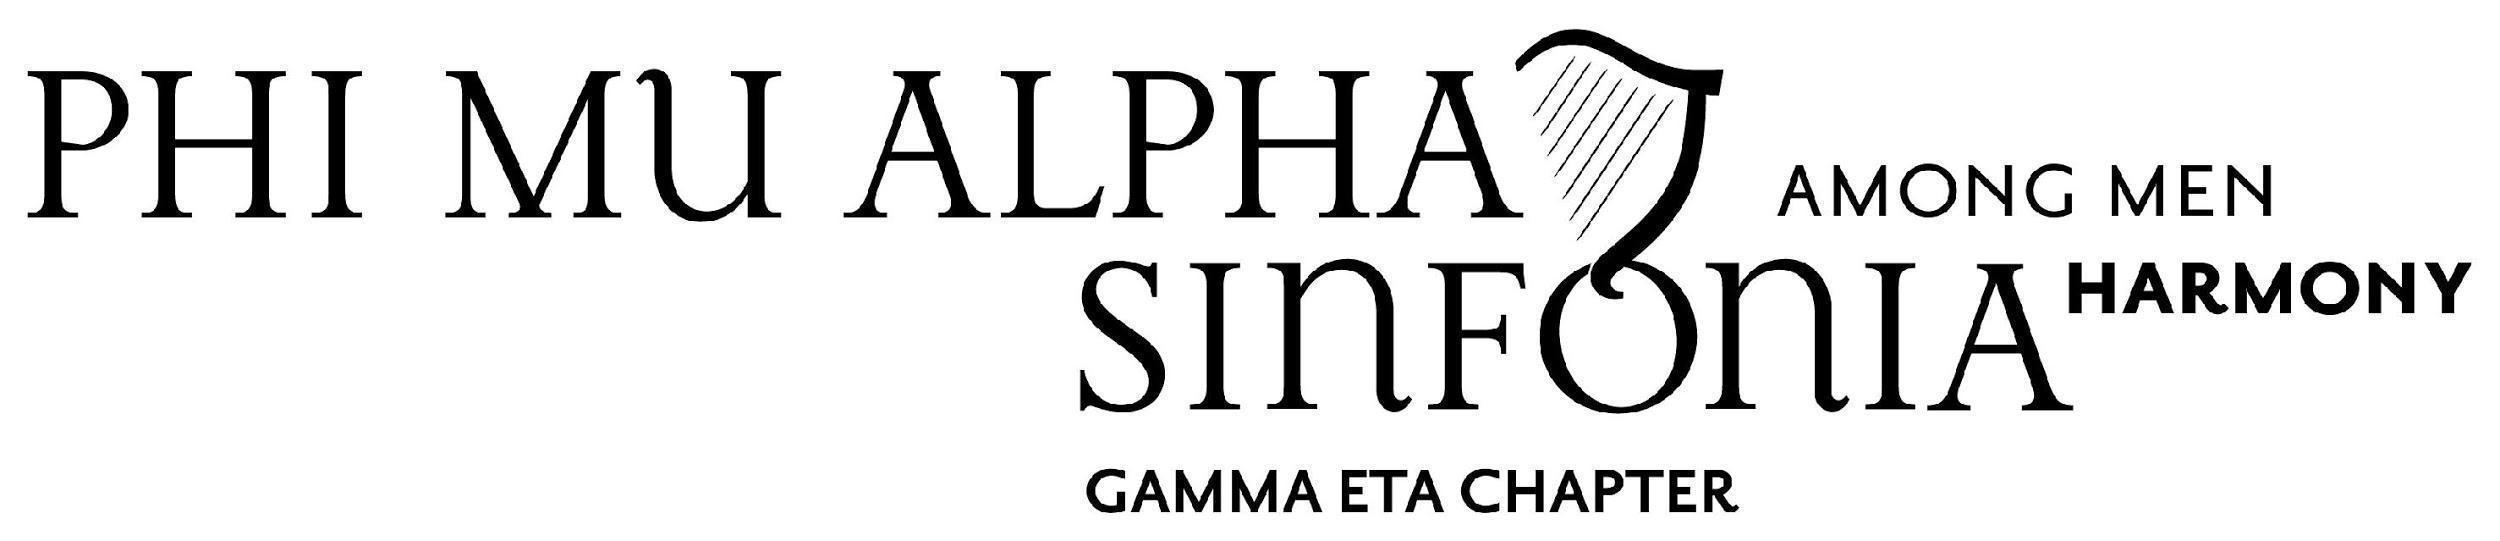 PHI MU ALPHA
AMONG MEN
SINFONIA
HARMONY
GAMMA ETA CHAPTER